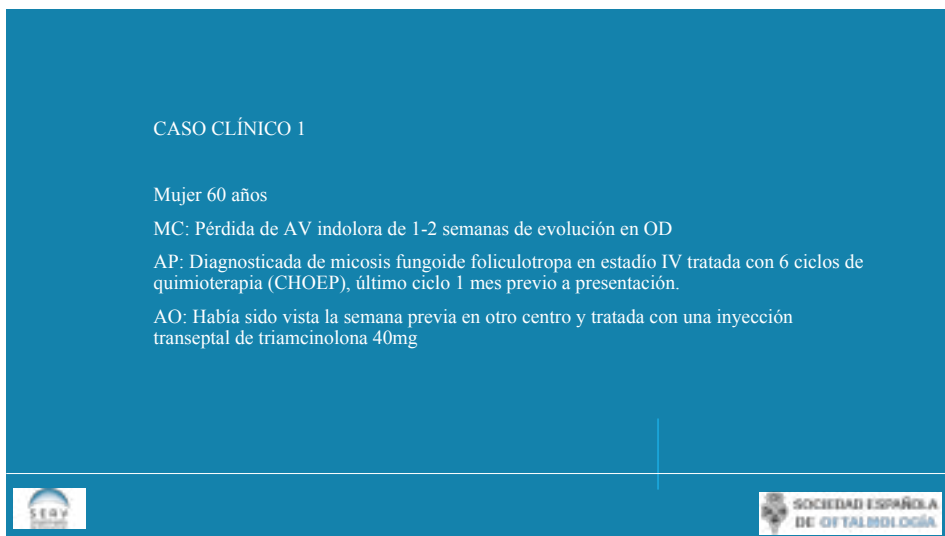 CASO CLÍNICO 1
Mujer 60 años
MC: Pérdida de AV indolora de 1-2 semanas de evolución en OD
AP: Diagnosticada de micosis fungoide foliculotropa en estadío IV tratada con 6 ciclos de
quimioterapia (CHOEP), último ciclo 1 mes previo a presentación.
AO: Había sido vista la semana previa en otro centro y tratada con una inyección
transeptal de triamcinolona 40mg
SERV
SOCIEDAD ESPAÑOLA
DE OFTALMOLOGÍA